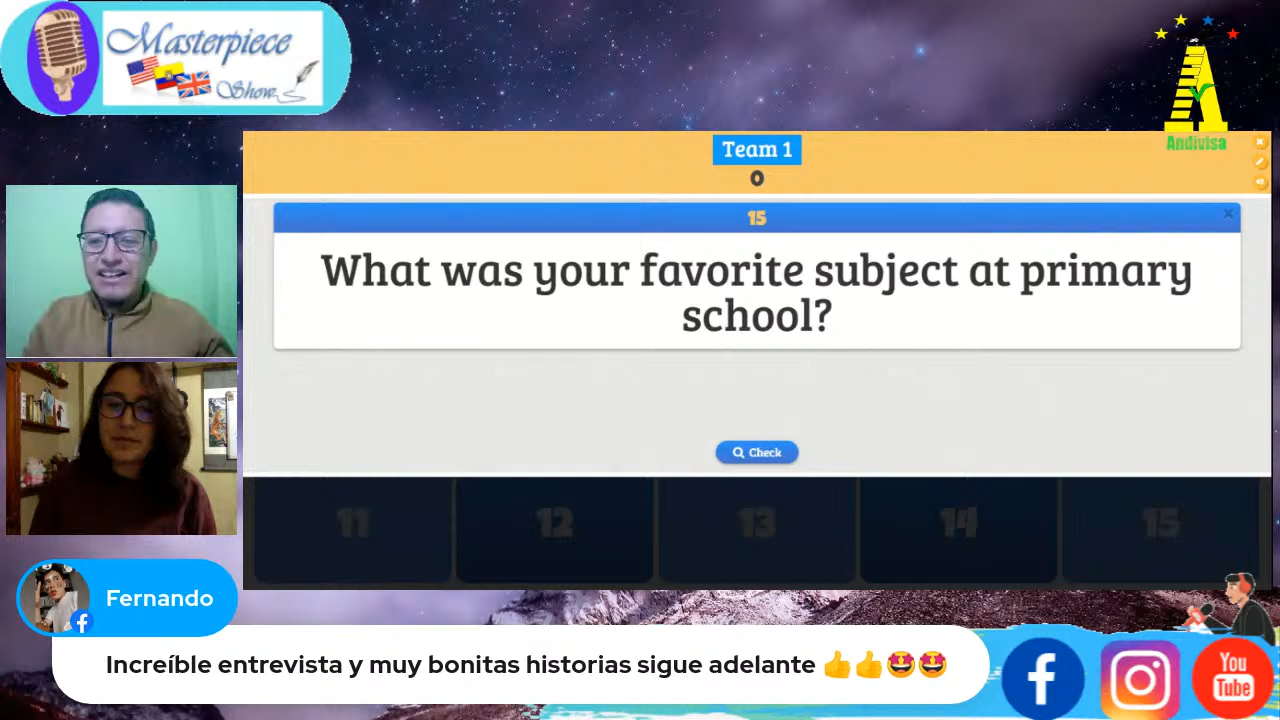 Masterpiece
Show
Andivisa
Team 1
0
15
What was your favorite subject at primary
school?
Check
11
12
13
14
15
Fernando
Increíble entrevista y muy bonitas historias sigue adelante 👍👍🤩🤩
You
Tube